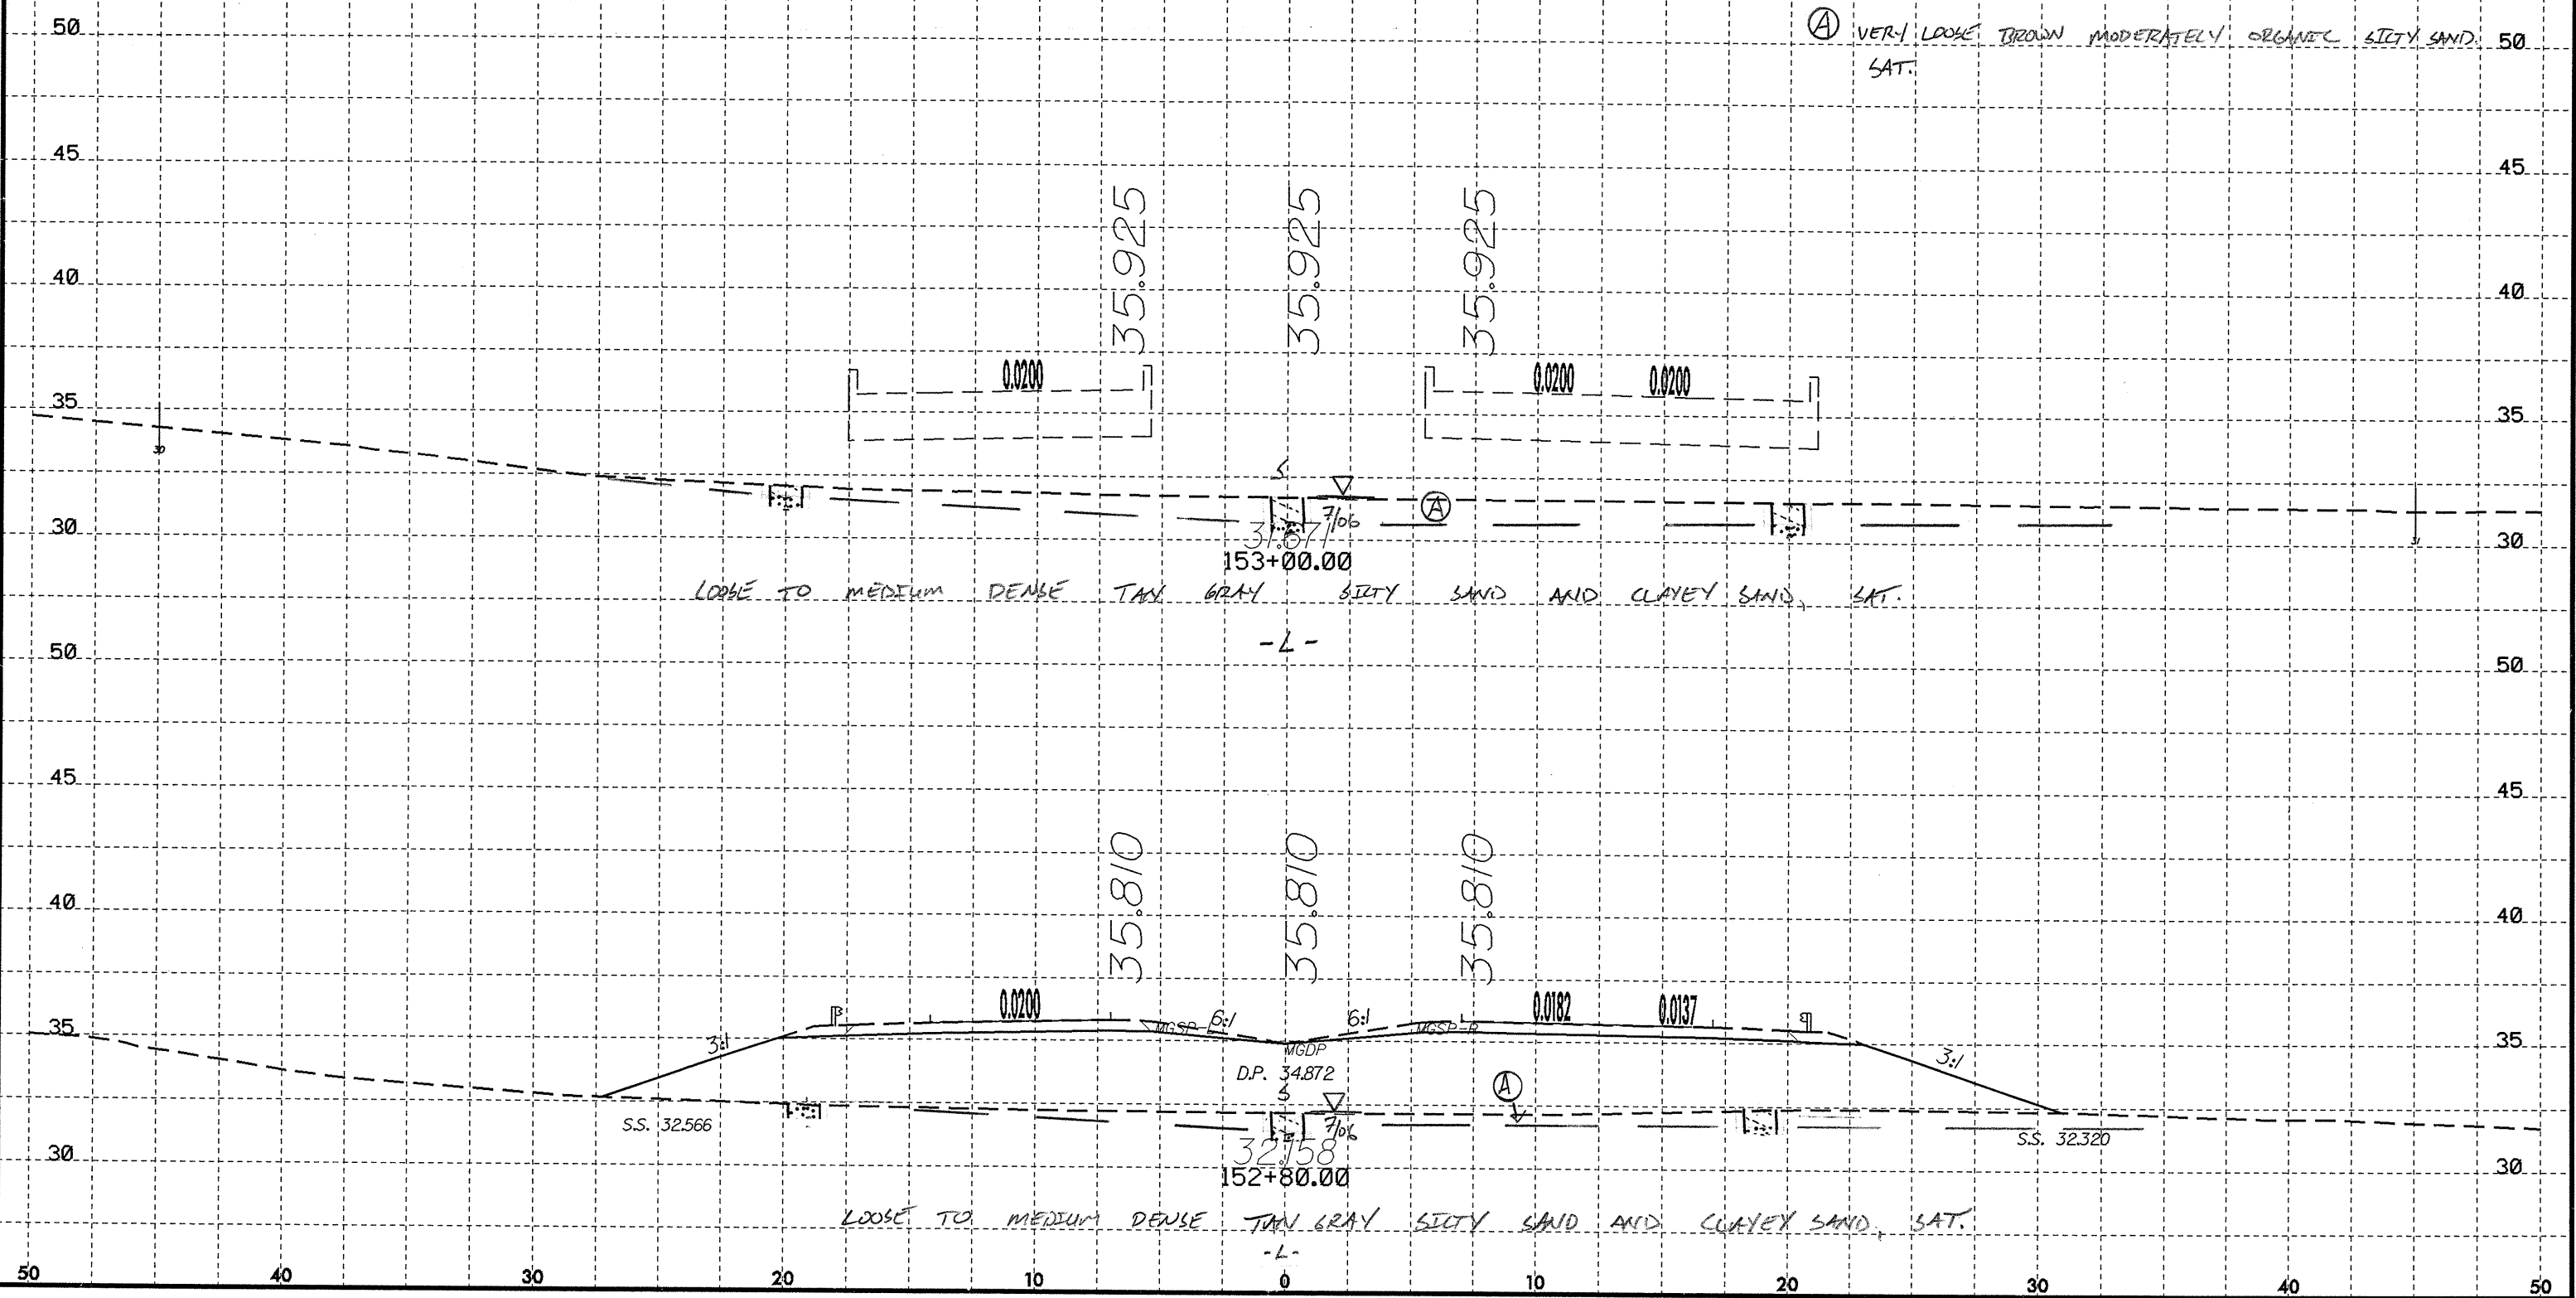 50
Ⓐ VERY LOOSE BROWN MODERATELY ORGANIC SILTY SAND. 50
SAT.
45 45
35.925 35.925 35.925
40 40
0.0200 0.0200 0.0200
35 35
30
5
Ⓐ
7/06
31.671
30 30
31
153+00.00
LOOSE TO MEDIUM DENSE TAN GRAY SILTY SAND AND CLAYEY SAND, SAT.
-L-
50 50
45 45
35.810 35.810 35.810
40 40
0.0200 0.0182 0.0137
35 35
3:1 6:1 6:1 3:1
MGSP-R
MGDP
D.P. 34.872
5
Ⓐ
7/06
S.S. 32.566 S.S. 32.320
32.158
30 30
152+80.00
LOOSE TO MEDIUM DENSE TAN GRAY SILTY SAND AND CLAYEY SAND, SAT.
-L-
50 40 30 20 10 0 10 20 30 40 50